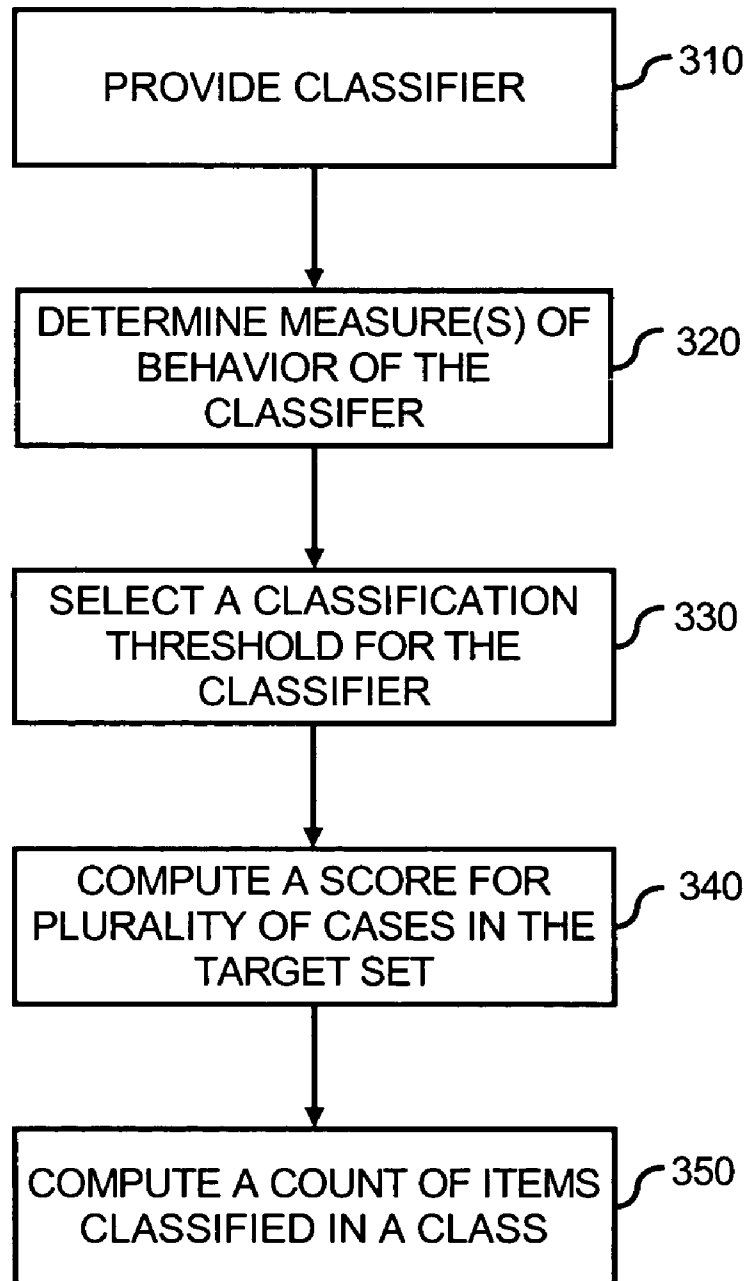 PROVIDE CLASSIFIER
310
DETERMINE MEASURE(S) OF
BEHAVIOR OF THE
CLASSIFER
320
SELECT A CLASSIFICATION
THRESHOLD FOR THE
CLASSIFIER
330
COMPUTE A SCORE FOR
PLURALITY OF CASES IN THE
TARGET SET
340
COMPUTE A COUNT OF ITEMS
CLASSIFIED IN A CLASS
350